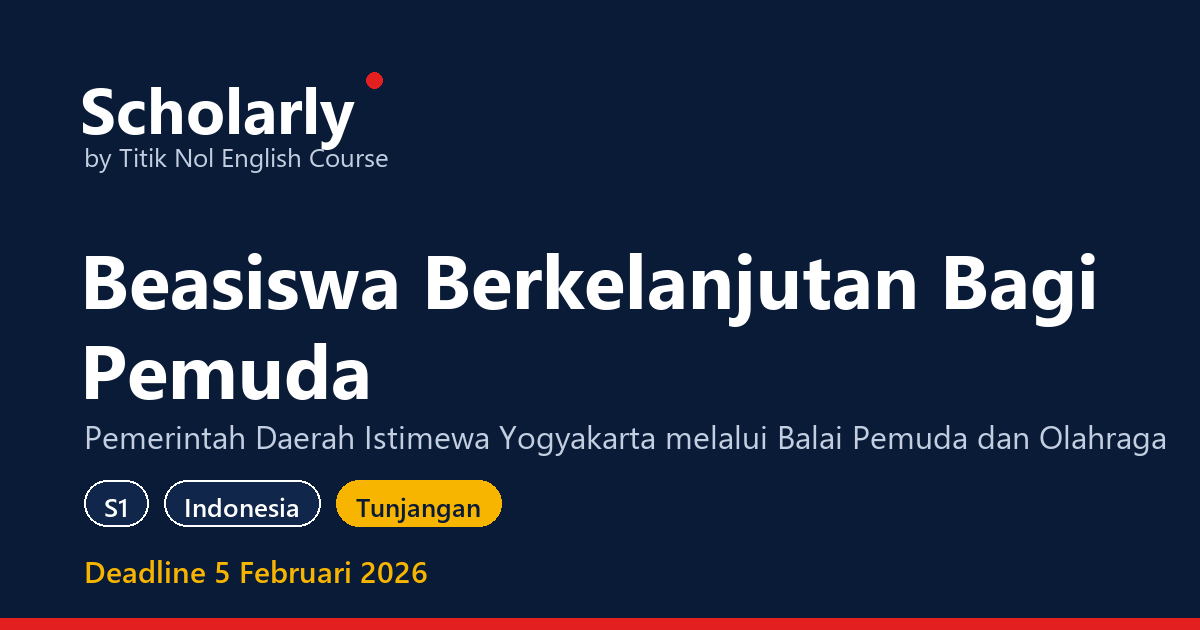 Scholarly
by Titik Nol English Course
Beasiswa Berkelanjutan Bagi
Pemuda
Pemerintah Daerah Istimewa Yogyakarta melalui Balai Pemuda dan Olahraga
S1 Indonesia Tunjangan
Deadline 5 Februari 2026